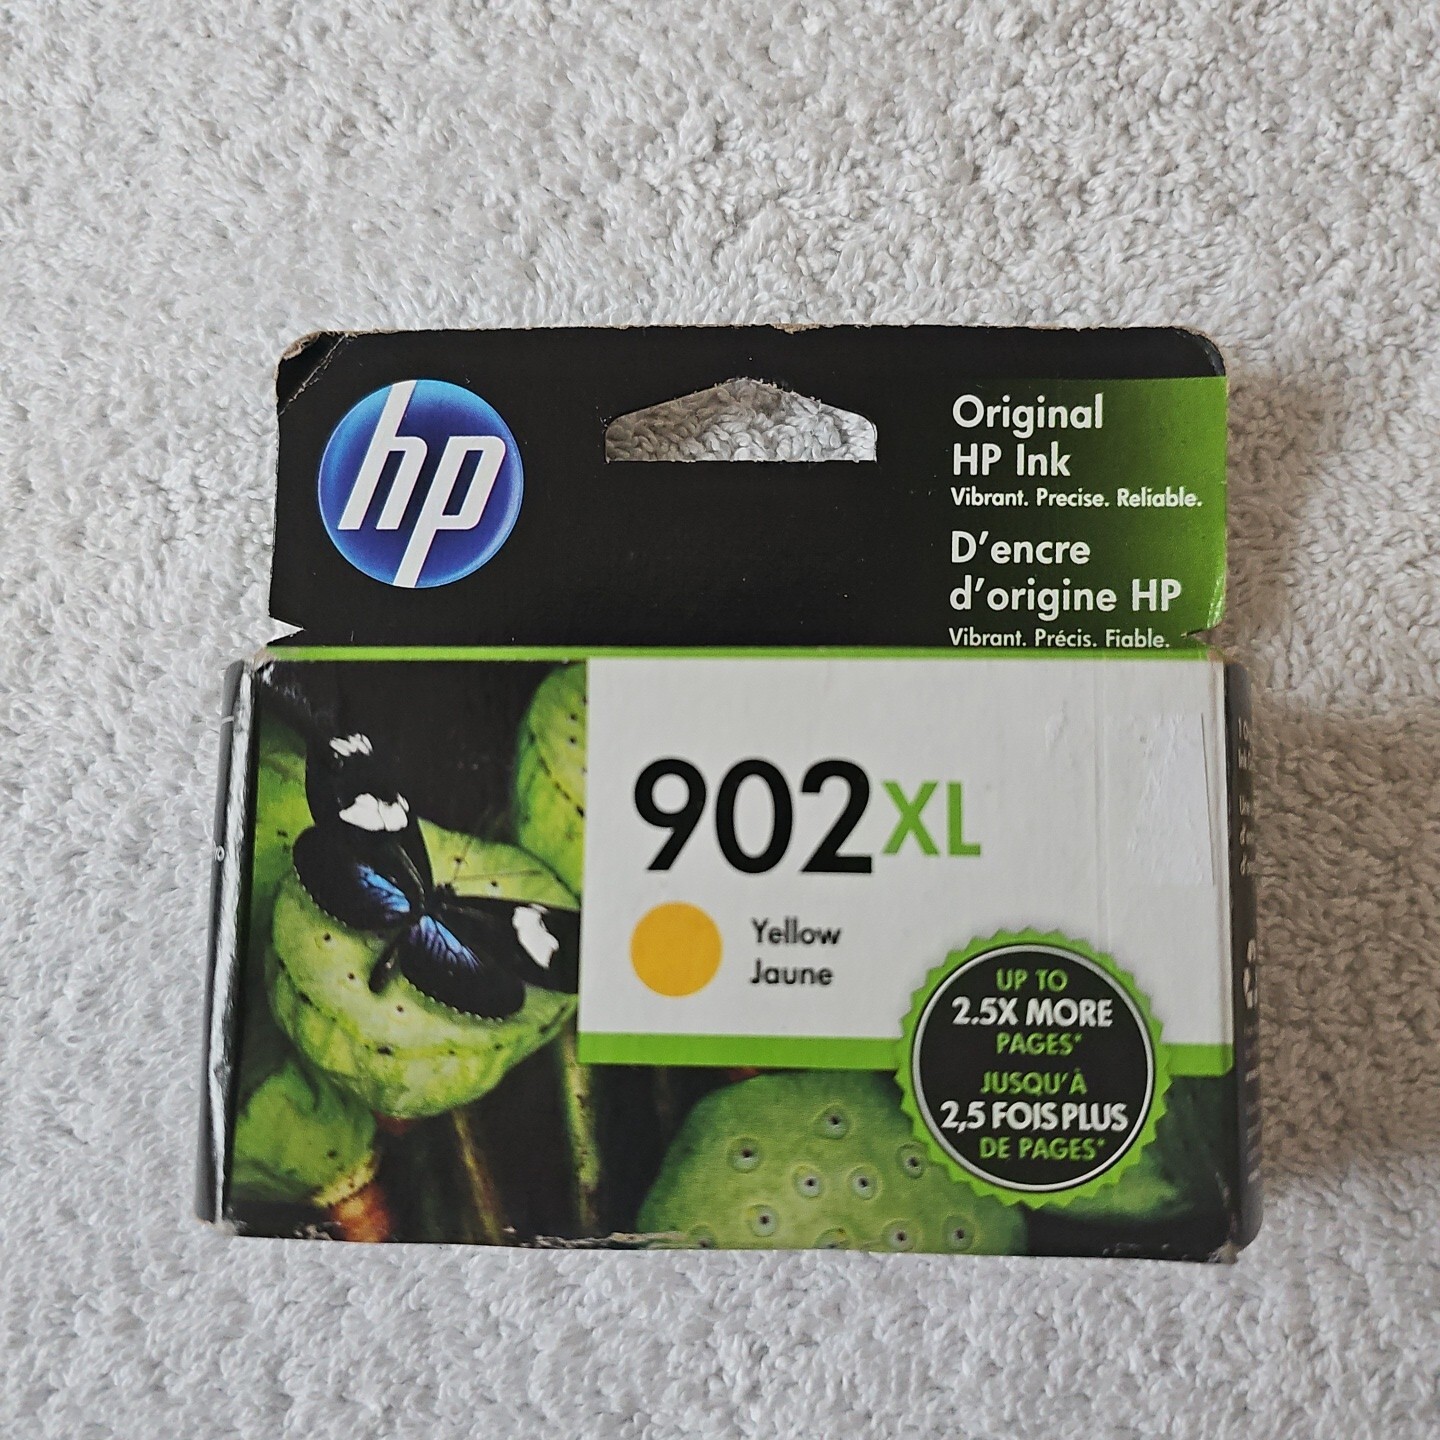 hp
Original
HP Ink
Vibrant. Precise. Reliable.
D'encre
d'origine HP
Vibrant. Précis. Fiable.
902XL
Yellow
Jaune
UP TO
2.5X MORE
PAGES*
JUSQU'À
2,5 FOIS PLUS
DE PAGES*